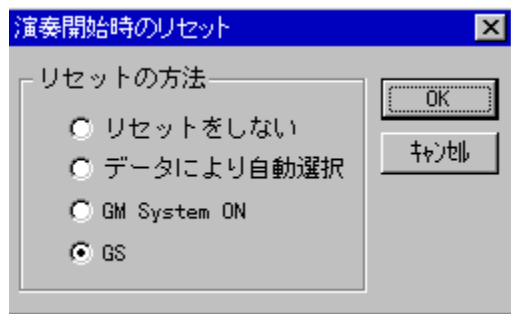 演奏開始時のリセット
リセットの方法
OK
リセットをしない
ｷｬﾝｾﾙ
データにより自動選択
GM System ON
GS